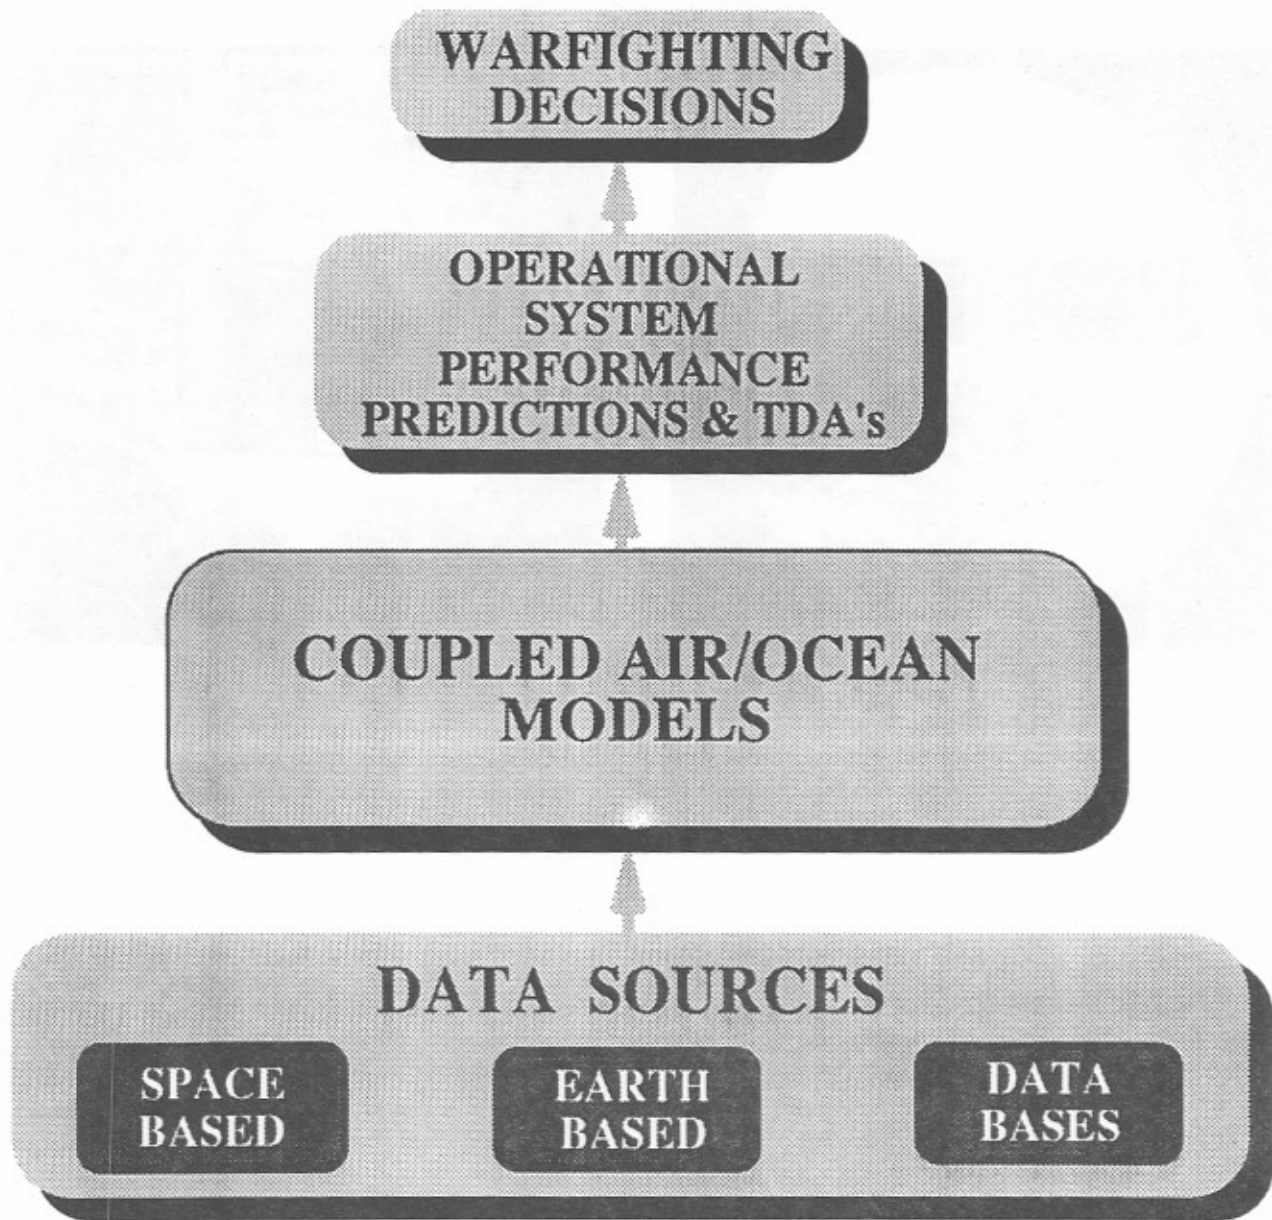 WARFIGHTING
DECISIONS
OPERATIONAL
SYSTEM
PERFORMANCE
PREDICTIONS & TDA's
COUPLED AIR/OCEAN
MODELS
DATA SOURCES
SPACE
BASED
EARTH
BASED
DATA
BASES